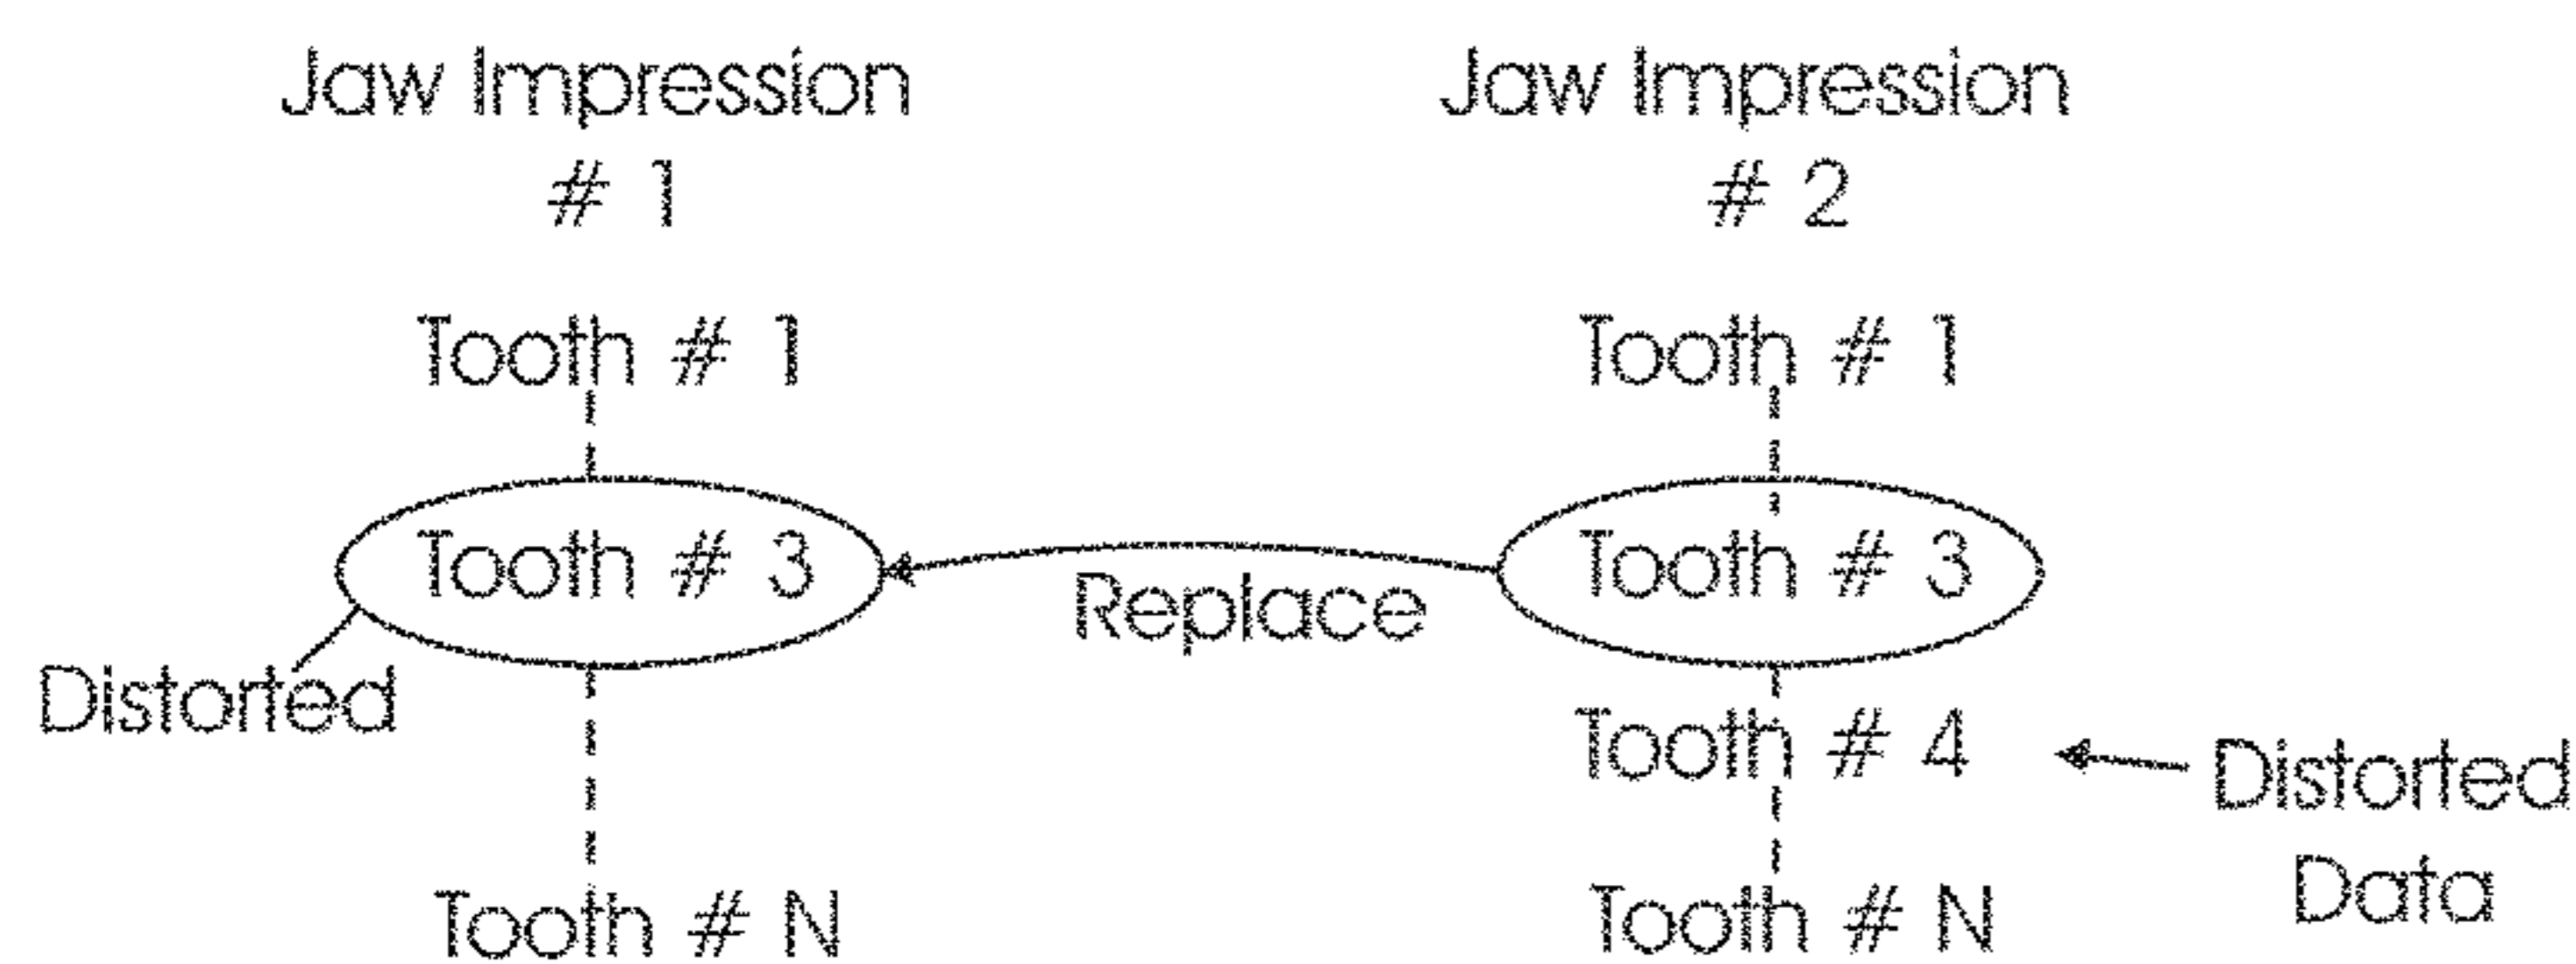 Jaw Impression
# 1
Jaw Impression
# 2
Tooth # 1
Tooth # 1
Tooth # 3
Replace
Tooth # 3
Distorted
Tooth # 4
Distorted
Data
Tooth # N
Tooth # N